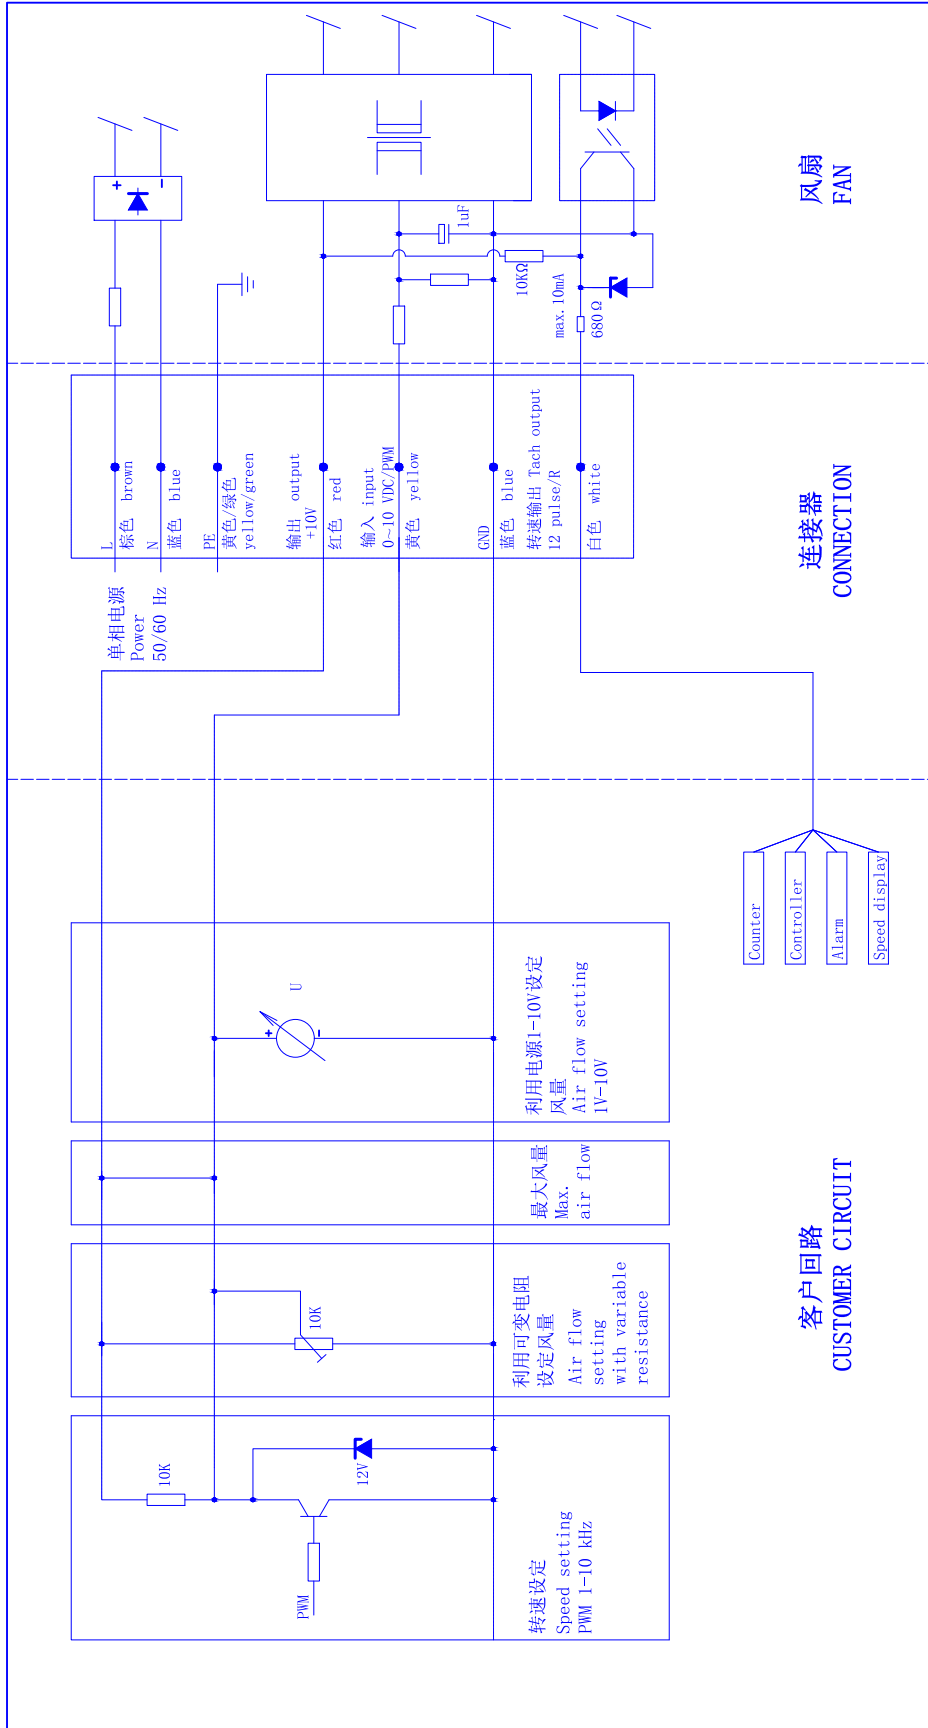 风扇
FAN
+
-
1uF
10KΩ
max.10mA
680Ω
连接器
CONNECTION
L
棕色 brown
N
蓝色 blue
PE
黄色/绿色
yellow/green
输出 output
+10V
红色 red
输入 input
0~10 VDC/PWM
黄色 yellow
GND
蓝色 blue
转速输出 Tach output
12 pulse/R
白色 white
单相电源
Power
50/60 Hz
客户回路
CUSTOMER CIRCUIT
Counter
Controller
Alarm
Speed display
U
+
-
利用电源1-10V设定
风量
Air flow setting
1V-10V
最大风量
Max.
air flow
10K
利用可变电阻
设定风量
Air flow
setting
with variable
resistance
10K
12V
PWM
转速设定
Speed setting
PWM 1-10 kHz